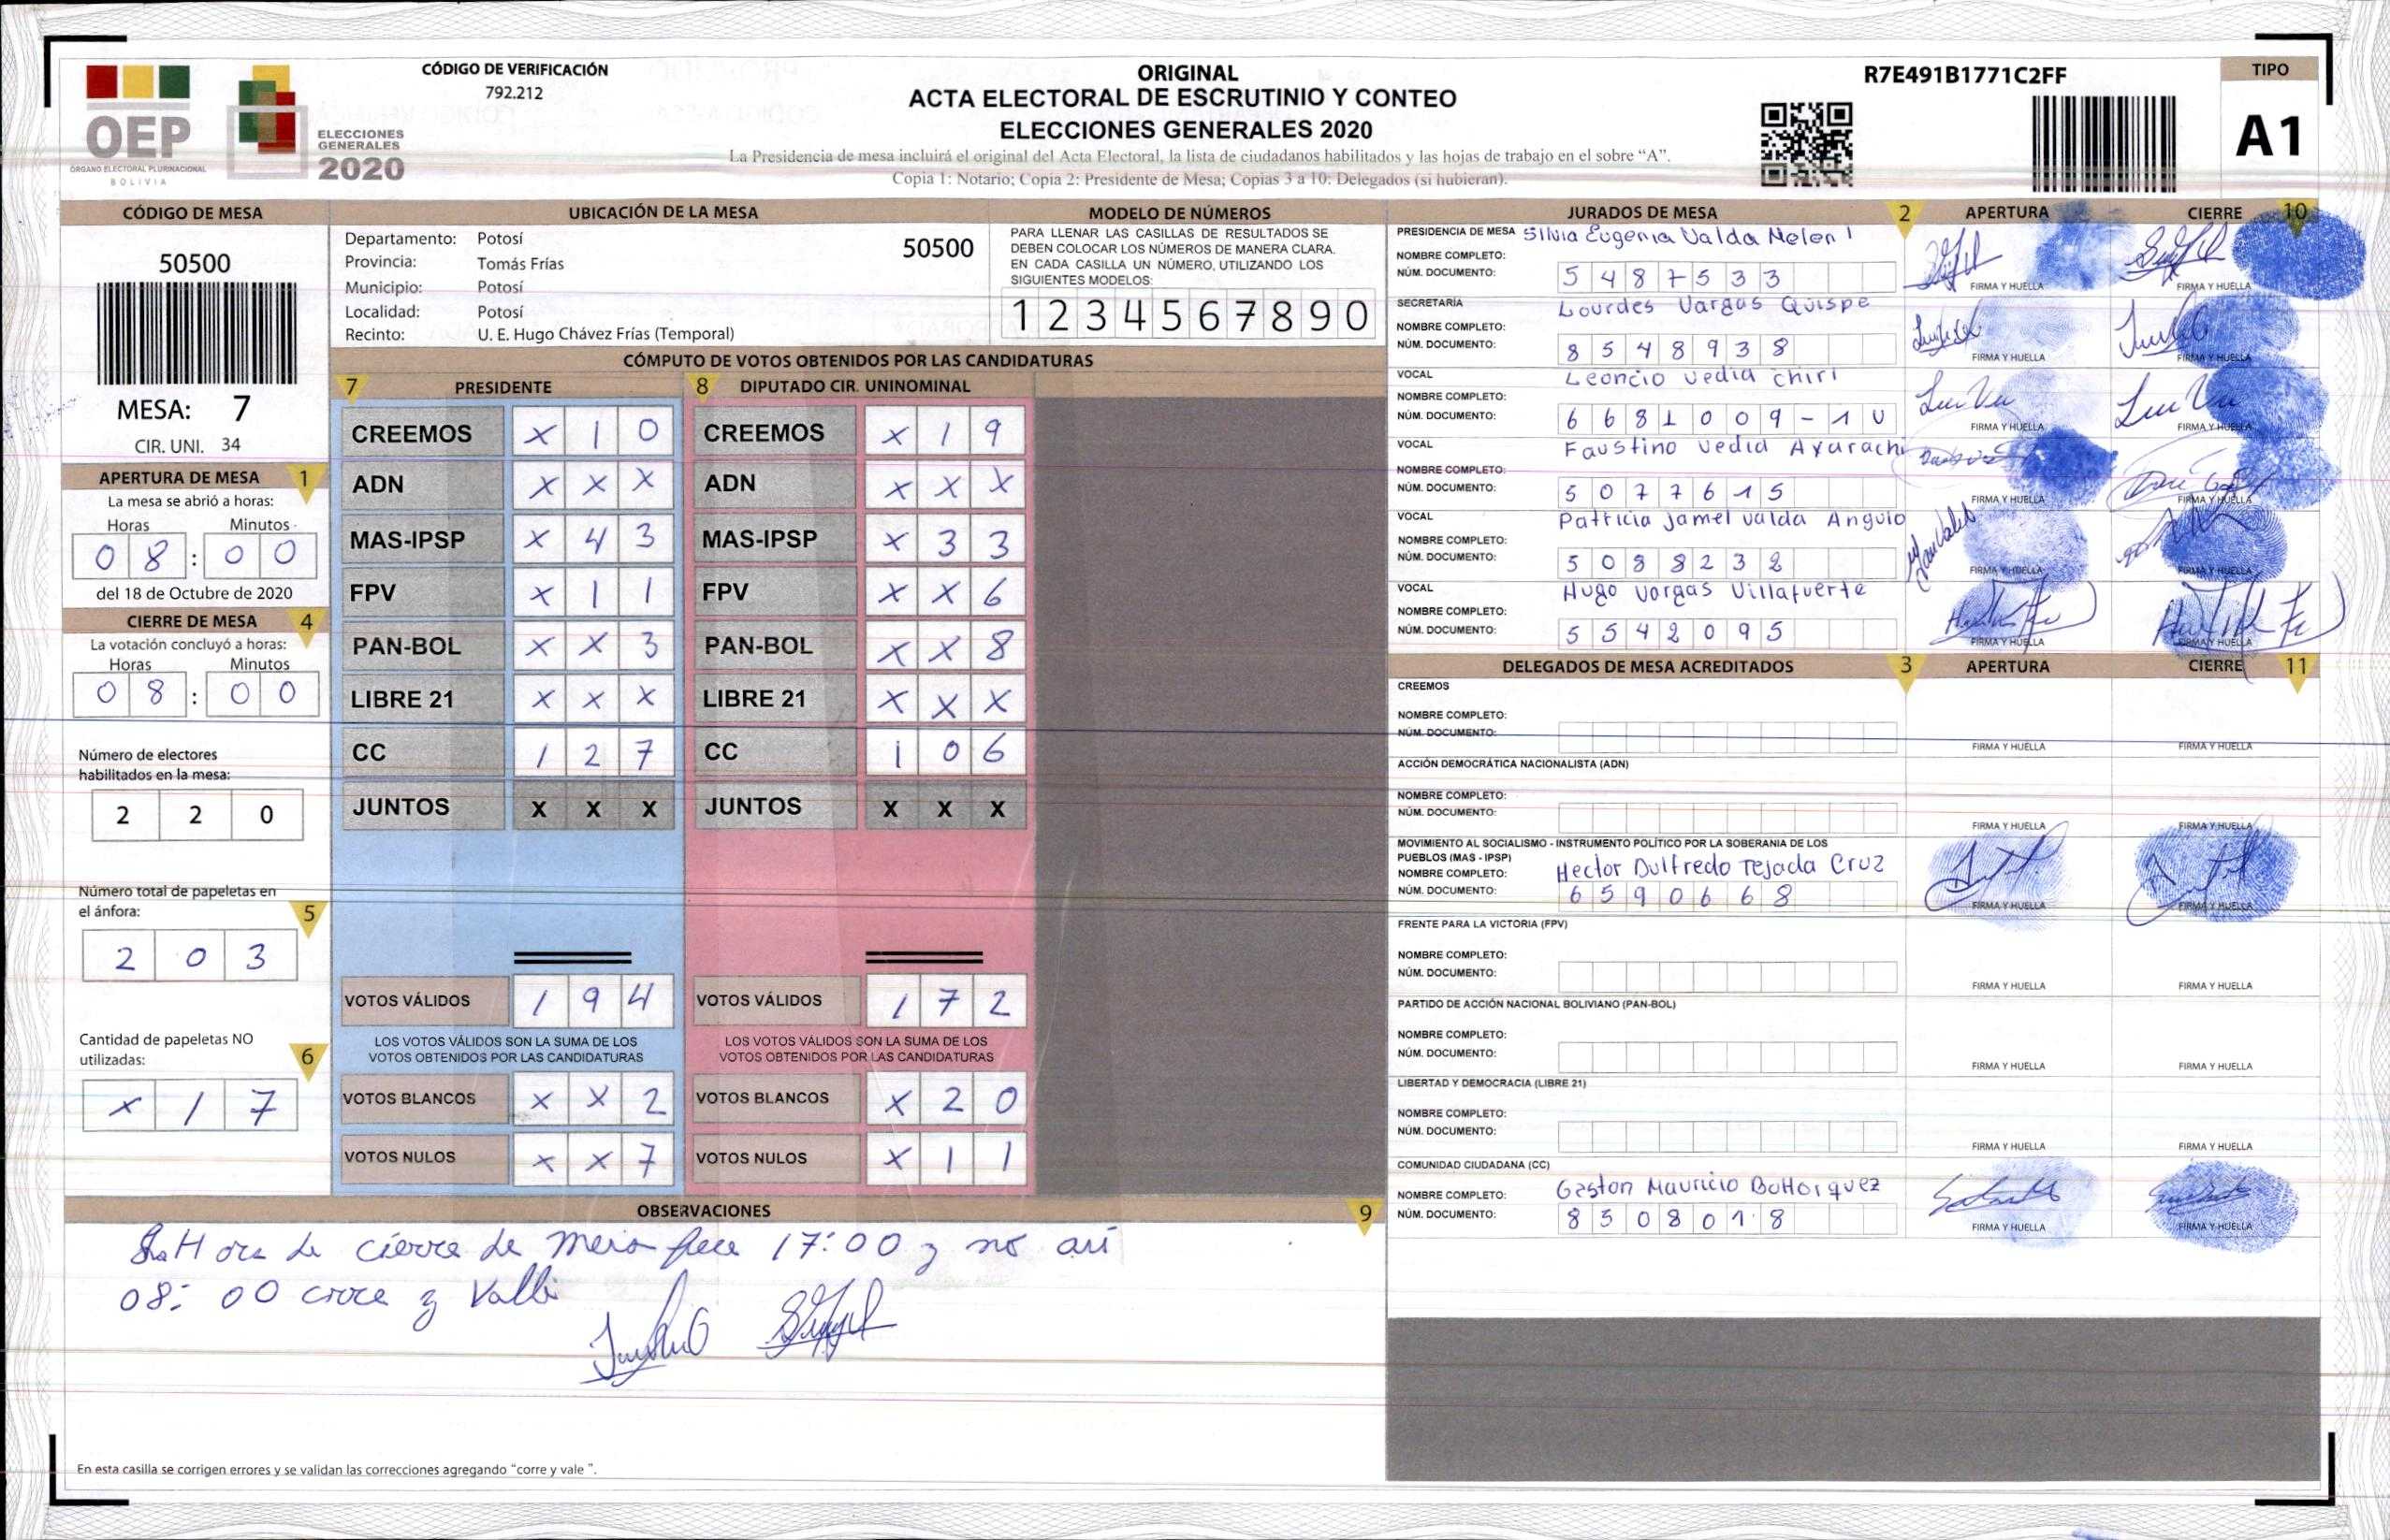 OEP
ÓRGANO ELECTORAL PLURINACIONAL
BOLIVIA
ELECCIONES
GENERALES
2020
CÓDIGO DE VERIFICACIÓN
792.212
ORIGINAL
ACTA ELECTORAL DE ESCRUTINIO Y CONTEO
ELECCIONES GENERALES 2020
La Presidencia de mesa incluirá el original del Acta Electoral, la lista de ciudadanos habilitados y las hojas de trabajo en el sobre “A”.
Copia 1: Notario; Copia 2: Presidente de Mesa; Copias 3 a 10: Delegados (si hubieran).
R7E491B1771C2FF
TIPO
A1
CÓDIGO DE MESA
50500
MESA: 7
CIR. UNI. 34
APERTURA DE MESA 1
La mesa se abrió a horas:
Horas Minutos
0 8 : 0 0
del 18 de Octubre de 2020
CIERRE DE MESA 4
La votación concluyó a horas:
Horas Minutos
0 8 : 0 0
Número de electores
habilitados en la mesa:
2 2 0
Número total de papeletas en
el ánfora: 5
2 0 3
Cantidad de papeletas NO
utilizadas: 6
x 1 7
UBICACIÓN DE LA MESA
Departamento: Potosí 50500
Provincia: Tomás Frías
Municipio: Potosí
Localidad: Potosí
Recinto: U. E. Hugo Chávez Frías (Temporal)
MODELO DE NÚMEROS
PARA LLENAR LAS CASILLAS DE RESULTADOS SE
DEBEN COLOCAR LOS NÚMEROS DE MANERA CLARA.
EN CADA CASILLA UN NÚMERO, UTILIZANDO LOS
SIGUIENTES MODELOS:
1 2 3 4 5 6 7 8 9 0
CÓMPUTO DE VOTOS OBTENIDOS POR LAS CANDIDATURAS
7 PRESIDENTE
CREEMOS x 1 0
ADN x x x
MAS-IPSP x 4 3
FPV x 1 1
PAN-BOL x x 3
LIBRE 21 x x x
CC 1 2 7
JUNTOS X X X
VOTOS VÁLIDOS 1 9 4
LOS VOTOS VÁLIDOS SON LA SUMA DE LOS
VOTOS OBTENIDOS POR LAS CANDIDATURAS
VOTOS BLANCOS x x 2
VOTOS NULOS x x 7
8 DIPUTADO CIR. UNINOMINAL
CREEMOS x 1 9
ADN x x x
MAS-IPSP x 3 3
FPV x x 6
PAN-BOL x x 8
LIBRE 21 x x x
CC 1 0 6
JUNTOS X X X
VOTOS VÁLIDOS 1 7 2
LOS VOTOS VÁLIDOS SON LA SUMA DE LOS
VOTOS OBTENIDOS POR LAS CANDIDATURAS
VOTOS BLANCOS x 2 0
VOTOS NULOS x 1 1
OBSERVACIONES 9
Hora de cierre de mesa 17:00 y no
08:00 y
En esta casilla se corrigen errores y se validan las correcciones agregando “corre y vale ”.
JURADOS DE MESA 2 APERTURA CIERRE 10
PRESIDENCIA DE MESA Silvia Eugenia Valda
NOMBRE COMPLETO:
NÚM. DOCUMENTO: 5 4 8 7 5 3 3
FIRMA Y HUELLA FIRMA Y HUELLA
SECRETARÍA Lourdes Vargas Quispe
NOMBRE COMPLETO:
NÚM. DOCUMENTO: 8 5 4 8 9 3 8
FIRMA Y HUELLA FIRMA Y HUELLA
VOCAL Leoncio Vedia Chiri
NOMBRE COMPLETO:
NÚM. DOCUMENTO: 6 6 8 1 0 0 9 - 1 U
FIRMA Y HUELLA FIRMA Y HUELLA
VOCAL Faustino Vedia Axarachi
NOMBRE COMPLETO:
NÚM. DOCUMENTO: 5 0 7 7 6 1 5
FIRMA Y HUELLA FIRMA Y HUELLA
VOCAL Patricia Jamel Valda Angulo
NOMBRE COMPLETO:
NÚM. DOCUMENTO: 5 0 8 8 2 3 2
FIRMA Y HUELLA FIRMA Y HUELLA
VOCAL Hugo Vargas Villafuerte
NOMBRE COMPLETO:
NÚM. DOCUMENTO: 5 5 4 2 0 9 5
FIRMA Y HUELLA FIRMA Y HUELLA
DELEGADOS DE MESA ACREDITADOS 3 APERTURA CIERRE 11
CREEMOS
NOMBRE COMPLETO:
NÚM. DOCUMENTO:
FIRMA Y HUELLA FIRMA Y HUELLA
ACCIÓN DEMOCRÁTICA NACIONALISTA (ADN)
NOMBRE COMPLETO:
NÚM. DOCUMENTO:
FIRMA Y HUELLA FIRMA Y HUELLA
MOVIMIENTO AL SOCIALISMO - INSTRUMENTO POLÍTICO POR LA SOBERANIA DE LOS
PUEBLOS (MAS - IPSP)
NOMBRE COMPLETO: Hector Dulfredo Tejada Cruz
NÚM. DOCUMENTO: 6 5 9 0 6 6 8
FIRMA Y HUELLA FIRMA Y HUELLA
FRENTE PARA LA VICTORIA (FPV)
NOMBRE COMPLETO:
NÚM. DOCUMENTO:
FIRMA Y HUELLA FIRMA Y HUELLA
PARTIDO DE ACCIÓN NACIONAL BOLIVIANO (PAN-BOL)
NOMBRE COMPLETO:
NÚM. DOCUMENTO:
FIRMA Y HUELLA FIRMA Y HUELLA
LIBERTAD Y DEMOCRACIA (LIBRE 21)
NOMBRE COMPLETO:
NÚM. DOCUMENTO:
FIRMA Y HUELLA FIRMA Y HUELLA
COMUNIDAD CIUDADANA (CC)
NOMBRE COMPLETO: Gaston Mauricio
NÚM. DOCUMENTO: 8 5 0 8 0 1 8
FIRMA Y HUELLA FIRMA Y HUELLA